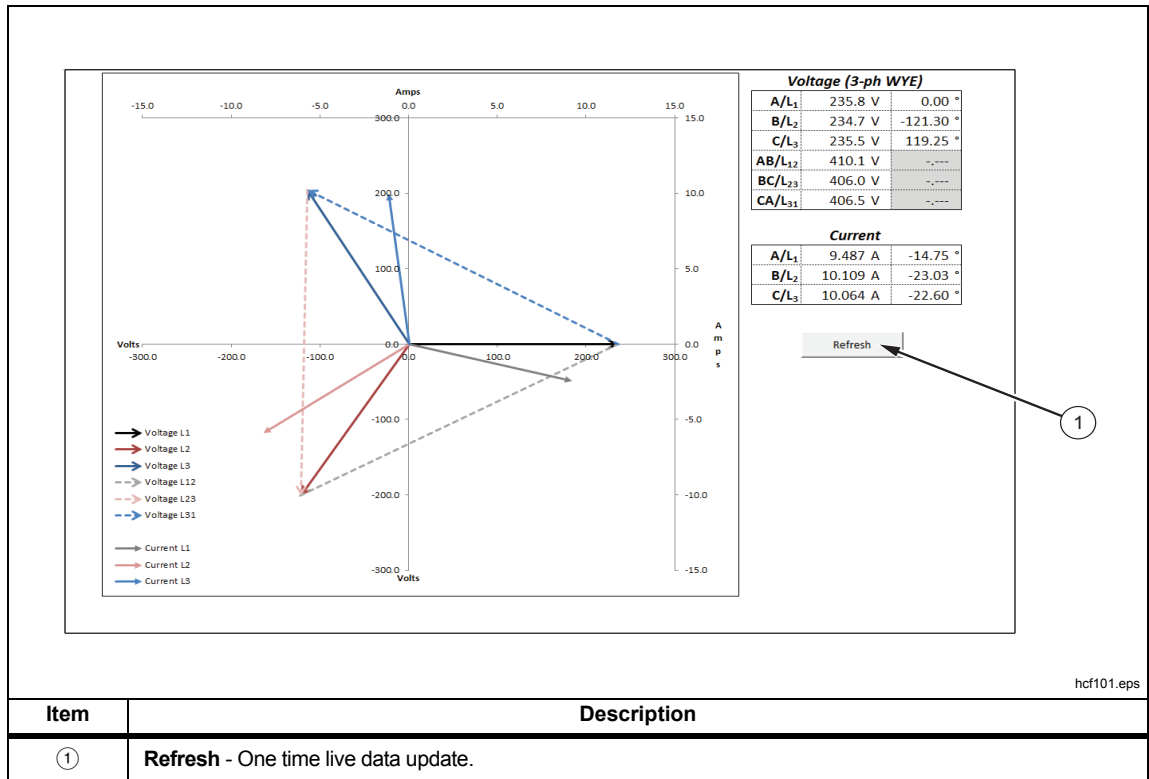 Amps
-15.0 -10.0 -5.0 0.0 5.0 10.0 15.0
300.0 15.0
200.0 10.0
100.0 5.0
Volts 0.0 0.0 Amps
-300.0 -200.0 -100.0 0.0 100.0 200.0 300.0
-100.0 -5.0
-200.0 -10.0
-300.0 -15.0
Volts
Voltage L1
Voltage L2
Voltage L3
Voltage L12
Voltage L23
Voltage L31
Current L1
Current L2
Current L3
Voltage (3-ph WYE)
A/L1 235.8 V 0.00 °
B/L2 234.7 V -121.30 °
C/L3 235.5 V 119.25 °
AB/L12 410.1 V -.---
BC/L23 406.0 V -.---
CA/L31 406.5 V -.---
Current
A/L1 9.487 A -14.75 °
B/L2 10.109 A -23.03 °
C/L3 10.064 A -22.60 °
Refresh
1
hcf101.eps
Item Description
① Refresh - One time live data update.